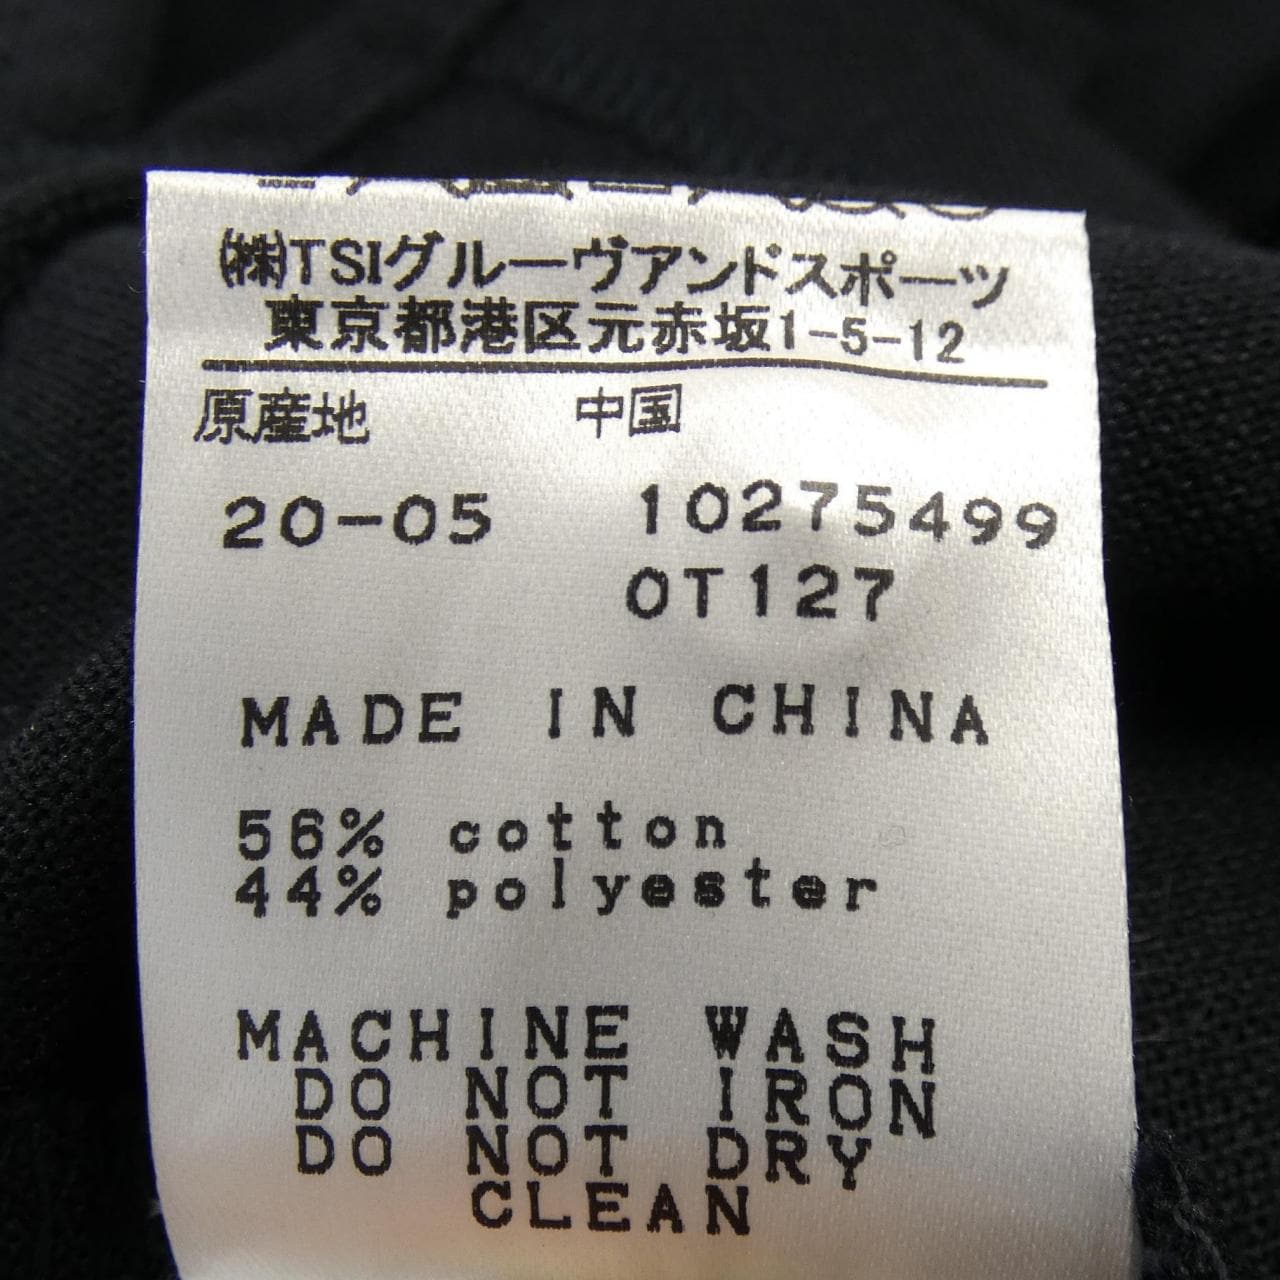 ㈱TSIグルーヴアンドスポーツ
東京都港区元赤坂1-5-12
原産地 中国
20-05 10275499
OT127
MADE IN CHINA
56% cotton
44% polyester
MACHINE WASH
DO NOT IRON
DO NOT DRY
CLEAN